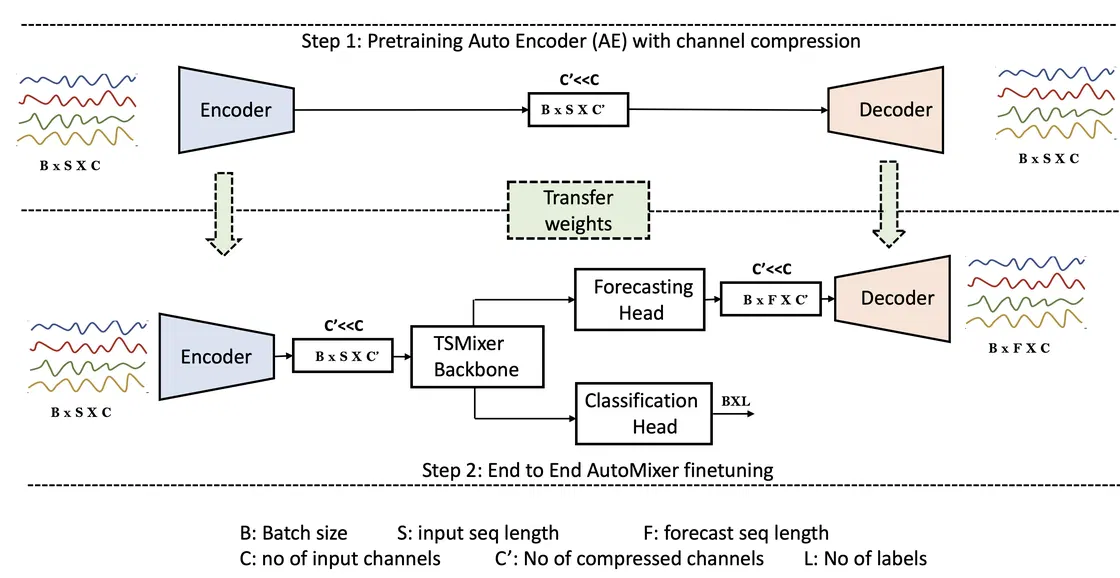 Step 1: Pretraining Auto Encoder (AE) with channel compression
C'<<C
Encoder
B x S X C'
Decoder
B x S X C
B x S X C
Transfer
weights
C'<<C
Forecasting
Head
B x F X C'
Decoder
C'<<C
Encoder
B x S X C'
TSMixer
Backbone
B x F X C
B x S X C
Classification
Head
BXL
Step 2: End to End AutoMixer finetuning
B: Batch size S: input seq length F: forecast seq length
C: no of input channels C': No of compressed channels L: No of labels